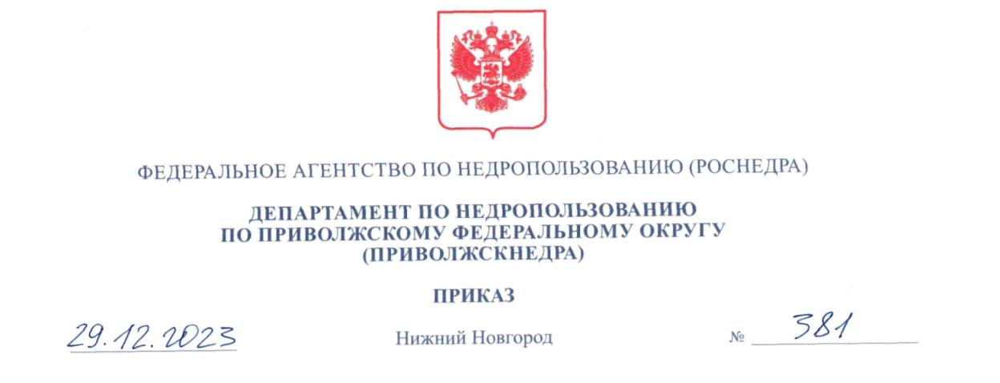 ФЕДЕРАЛЬНОЕ АГЕНТСТВО ПО НЕДРОПОЛЬЗОВАНИЮ (РОСНЕДРА)
ДЕПАРТАМЕНТ ПО НЕДРОПОЛЬЗОВАНИЮ
ПО ПРИВОЛЖСКОМУ ФЕДЕРАЛЬНОМУ ОКРУГУ
(ПРИВОЛЖСКНЕДРА)
ПРИКАЗ
29.12.2023 Нижний Новгород № 381